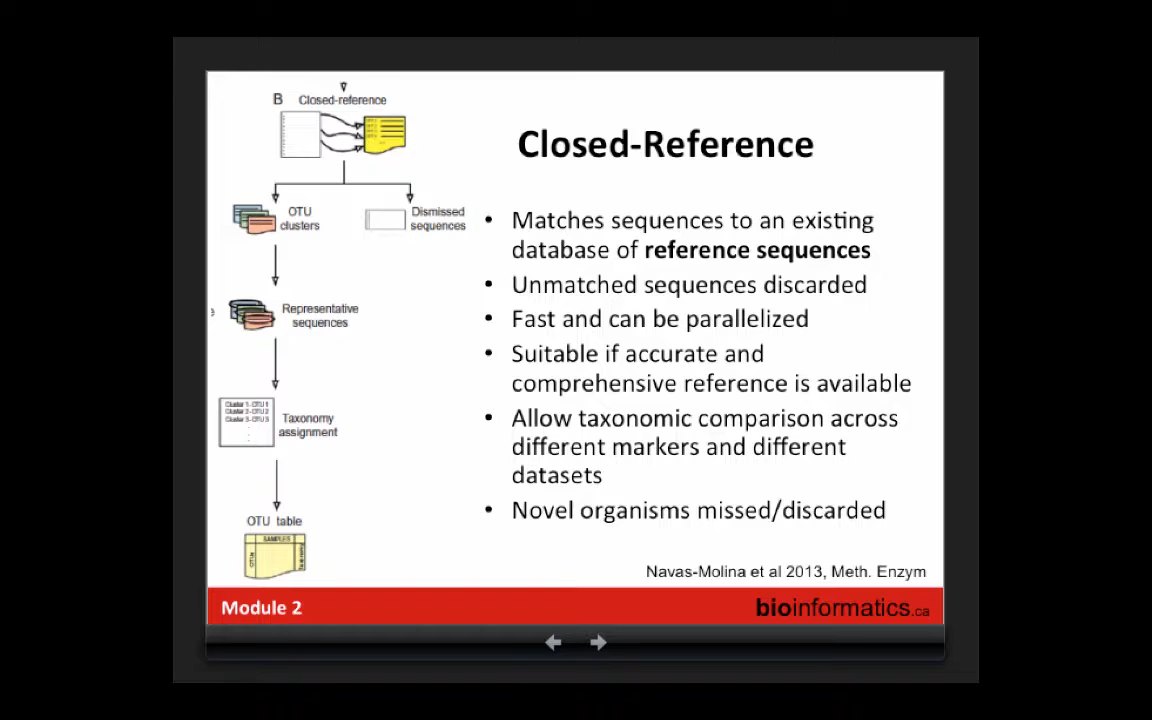 B Closed-reference
OTU
clusters
Dismissed
sequences
Representative
sequences
Cluster 1-OTU 1
Cluster 2-OTU 2
Cluster 3-OTU 3
Taxonomy
assignment
OTU table
SAMPLES
OTUs
Closed-Reference
• Matches sequences to an existing
database of reference sequences
• Unmatched sequences discarded
• Fast and can be parallelized
• Suitable if accurate and
comprehensive reference is available
• Allow taxonomic comparison across
different markers and different
datasets
• Novel organisms missed/discarded
Navas-Molina et al 2013, Meth. Enzym
Module 2
bioinformatics.ca